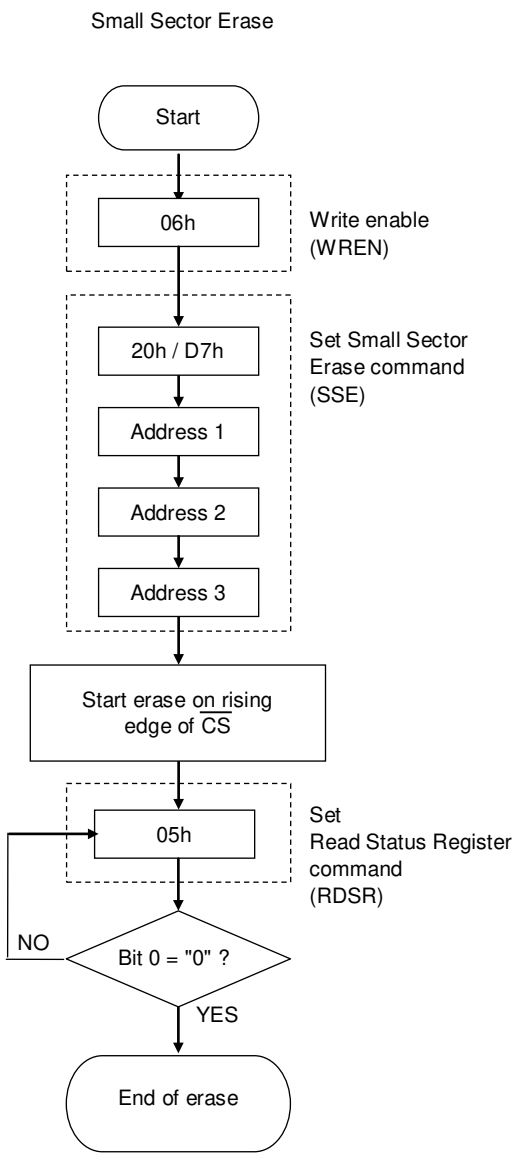 Small Sector Erase
Start
06h
Write enable
(WREN)
20h / D7h
Set Small Sector
Erase command
(SSE)
Address 1
Address 2
Address 3
Start erase on rising
edge of C̅S̅
05h
Set
Read Status Register
command
(RDSR)
NO
Bit 0 = "0" ?
YES
End of erase